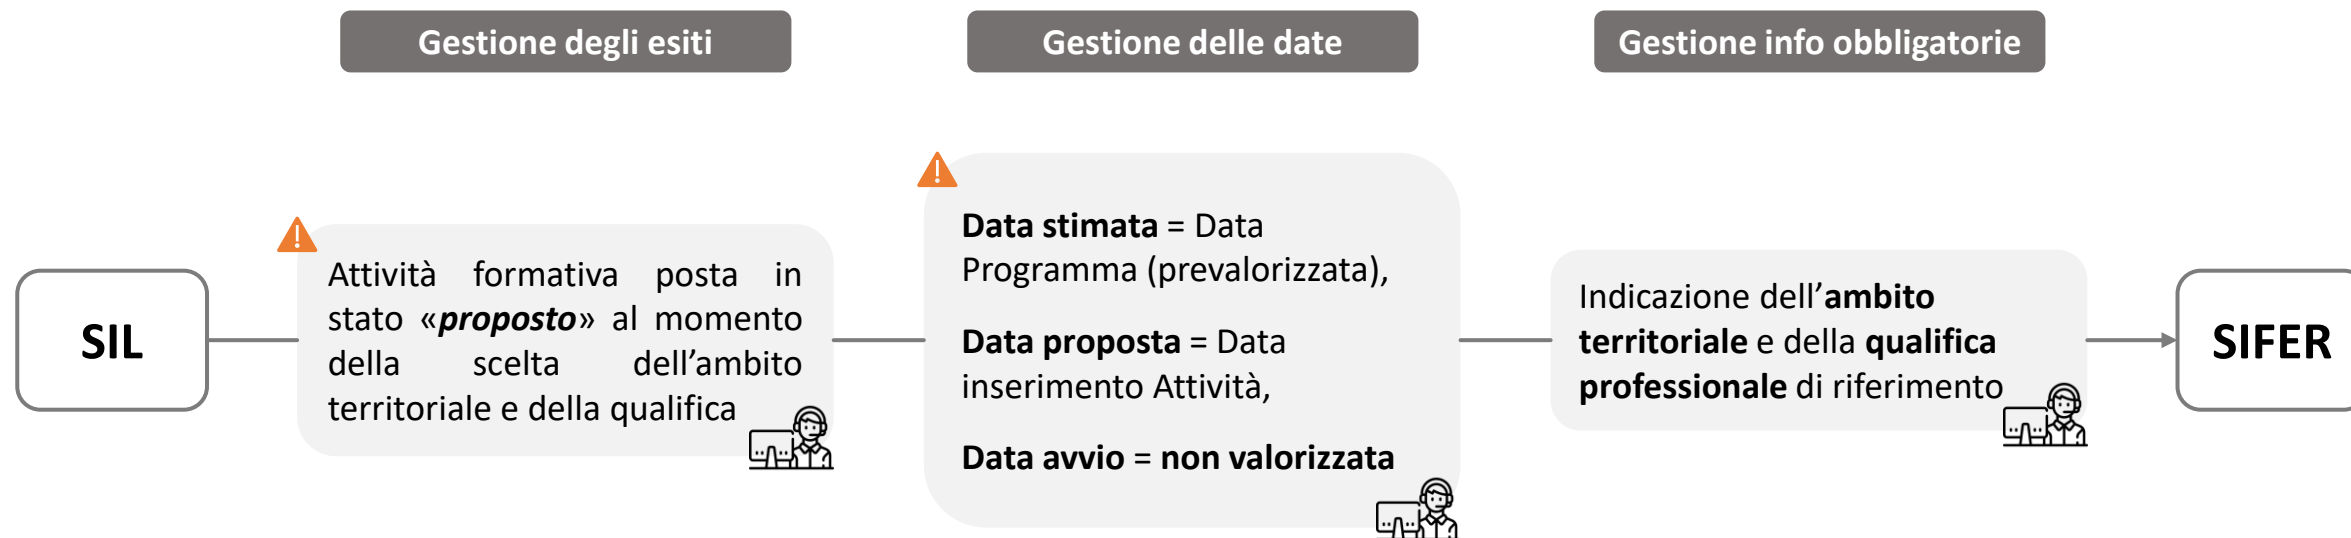 Gestione degli esiti
Gestione delle date
Gestione info obbligatorie
SIL
Attività formativa posta in
stato «proposto» al momento
della scelta dell'ambito
territoriale e della qualifica
Data stimata = Data
Programma (prevalorizzata),
Data proposta = Data
inserimento Attività,
Data avvio = non valorizzata
Indicazione dell'ambito
territoriale e della qualifica
professionale di riferimento
SIFER